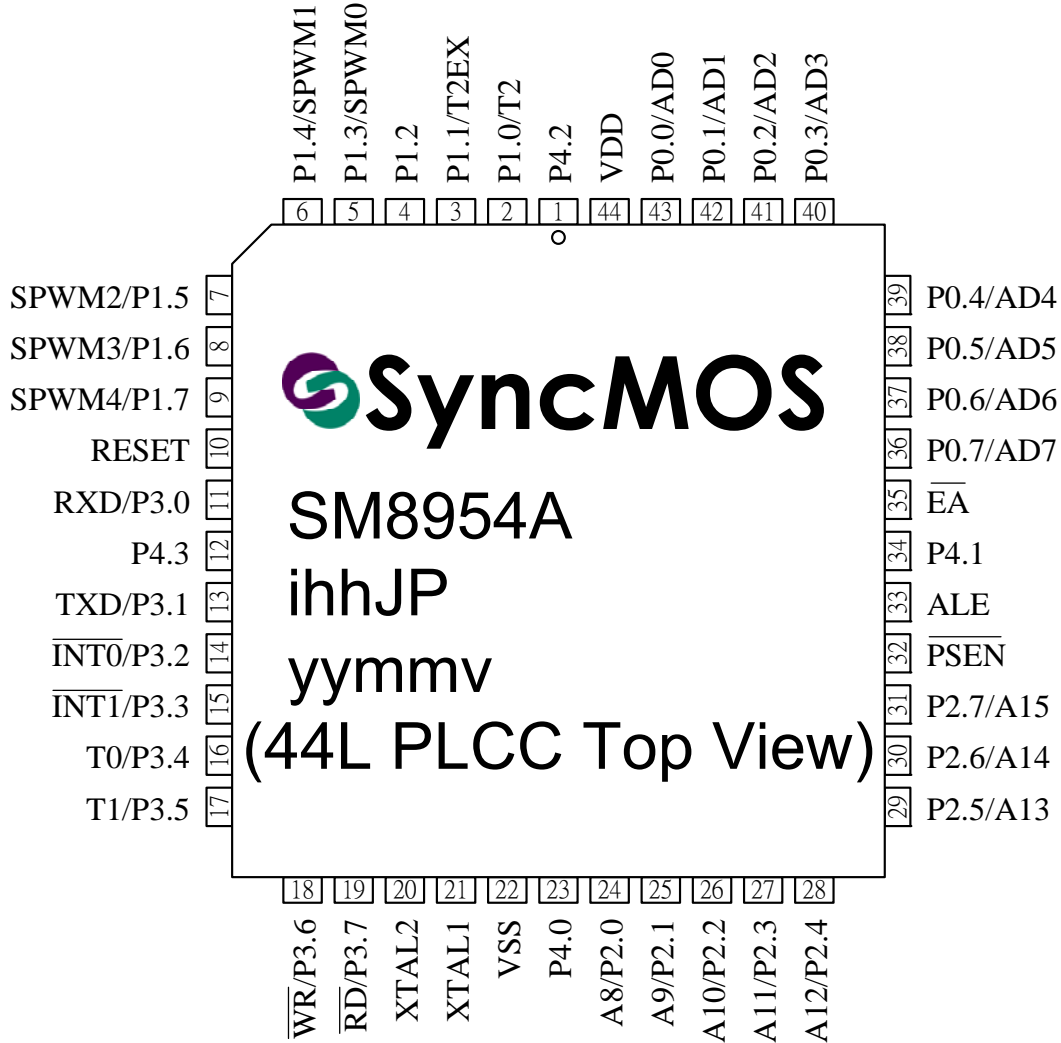 P1.4/SPWM1
P1.3/SPWM0
P1.2
P1.1/T2EX
P1.0/T2
P4.2
VDD
P0.0/AD0
P0.1/AD1
P0.2/AD2
P0.3/AD3
6 5 4 3 2 1 44 43 42 41 40
SPWM2/P1.5 7
SPWM3/P1.6 8
SPWM4/P1.7 9
RESET 10
RXD/P3.0 11
P4.3 12
TXD/P3.1 13
I̅N̅T̅0̅/P3.2 14
I̅N̅T̅1̅/P3.3 15
T0/P3.4 16
T1/P3.5 17
SyncMOS
SM8954A
ihhJP
yymmv
(44L PLCC Top View)
39 P0.4/AD4
38 P0.5/AD5
37 P0.6/AD6
36 P0.7/AD7
35 E̅A̅
34 P4.1
33 ALE
32 P̅S̅E̅N̅
31 P2.7/A15
30 P2.6/A14
29 P2.5/A13
18 19 20 21 22 23 24 25 26 27 28
W̅R̅/P3.6
R̅D̅/P3.7
XTAL2
XTAL1
VSS
P4.0
A8/P2.0
A9/P2.1
A10/P2.2
A11/P2.3
A12/P2.4